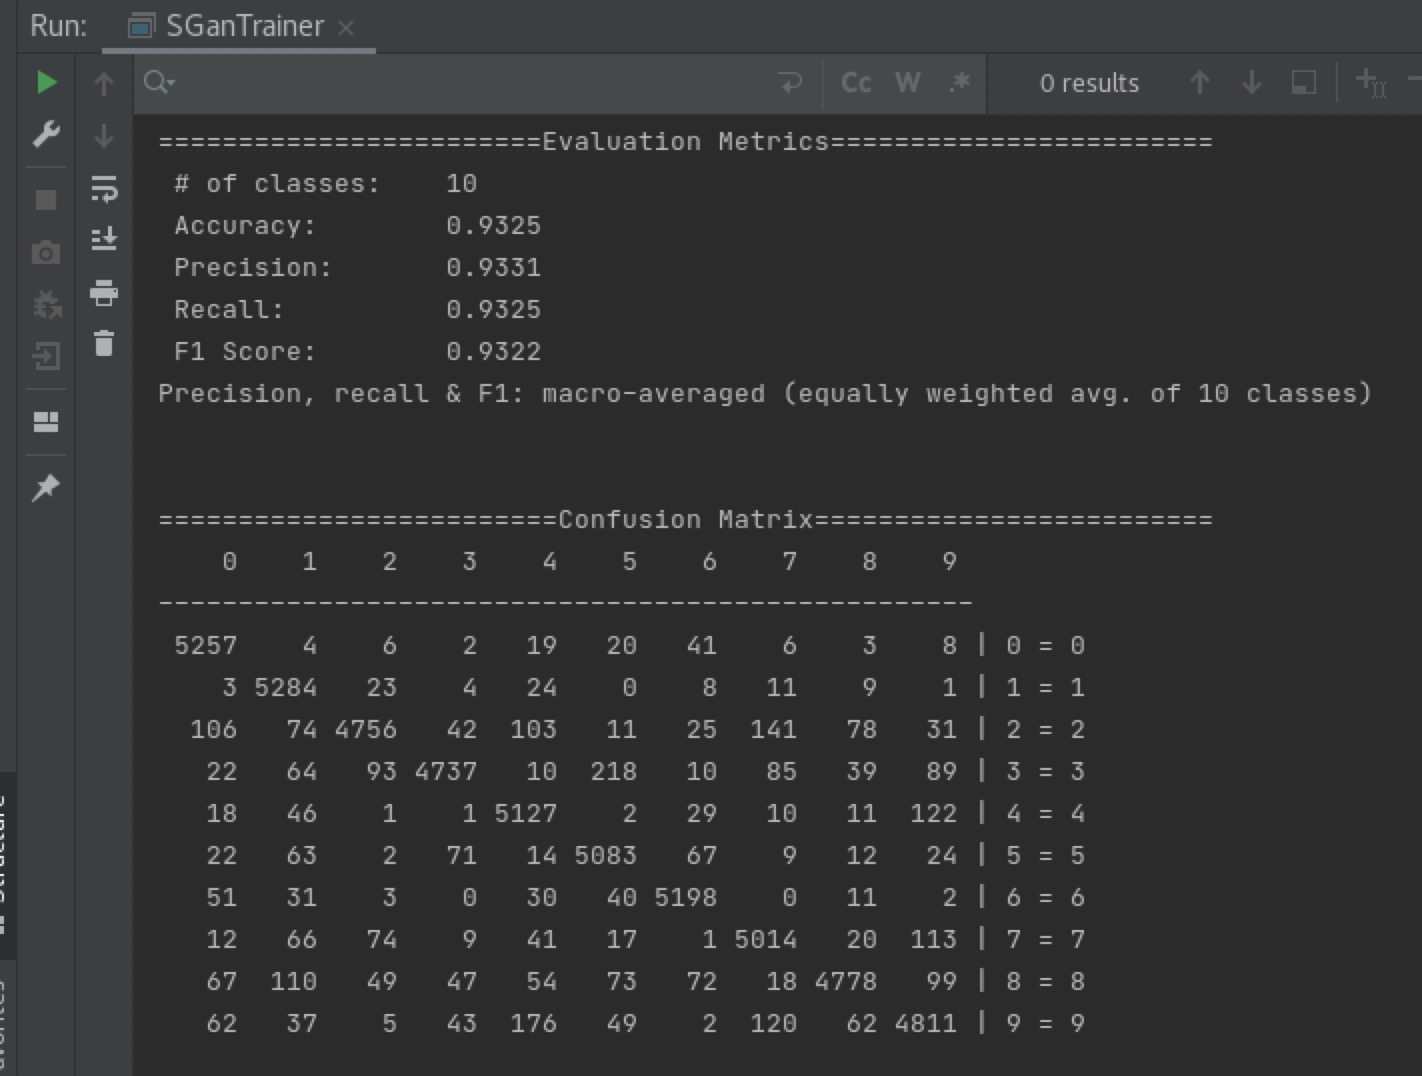 Run: SGanTrainer ×
Cc W .* 0 results
========================Evaluation Metrics========================
# of classes: 10
Accuracy: 0.9325
Precision: 0.9331
Recall: 0.9325
F1 Score: 0.9322
Precision, recall & F1: macro-averaged (equally weighted avg. of 10 classes)
=========================Confusion Matrix=========================
0 1 2 3 4 5 6 7 8 9
---------------------------------------------------
5257 4 6 2 19 20 41 6 3 8 | 0 = 0
3 5284 23 4 24 0 8 11 9 1 | 1 = 1
106 74 4756 42 103 11 25 141 78 31 | 2 = 2
22 64 93 4737 10 218 10 85 39 89 | 3 = 3
18 46 1 1 5127 2 29 10 11 122 | 4 = 4
22 63 2 71 14 5083 67 9 12 24 | 5 = 5
51 31 3 0 30 40 5198 0 11 2 | 6 = 6
12 66 74 9 41 17 1 5014 20 113 | 7 = 7
67 110 49 47 54 73 72 18 4778 99 | 8 = 8
62 37 5 43 176 49 2 120 62 4811 | 9 = 9